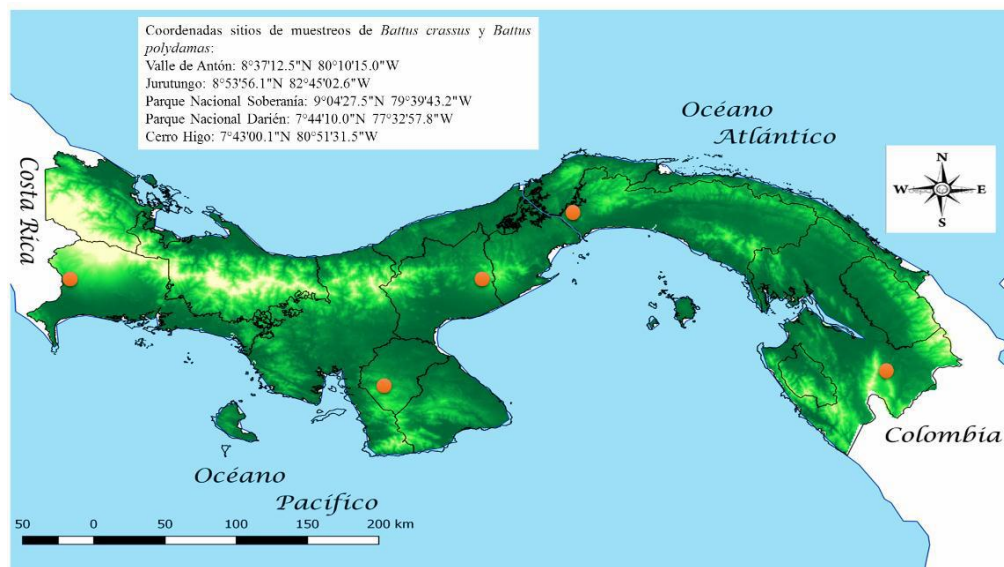 Coordenadas sitios de muestreos de Battus crassus y Battus
polydamas:
Valle de Antón: 8°37'12.5"N 80°10'15.0"W
Jurutungo: 8°53'56.1"N 82°45'02.6"W
Parque Nacional Soberanía: 9°04'27.5"N 79°39'43.2"W
Parque Nacional Darién: 7°44'10.0"N 77°32'57.8"W
Cerro Higo: 7°43'00.1"N 80°51'31.5"W
Océano
Atlántico
N
W E
S
Costa Rica
Colombia
Océano
Pacífico
50 0 50 100 150 200 km